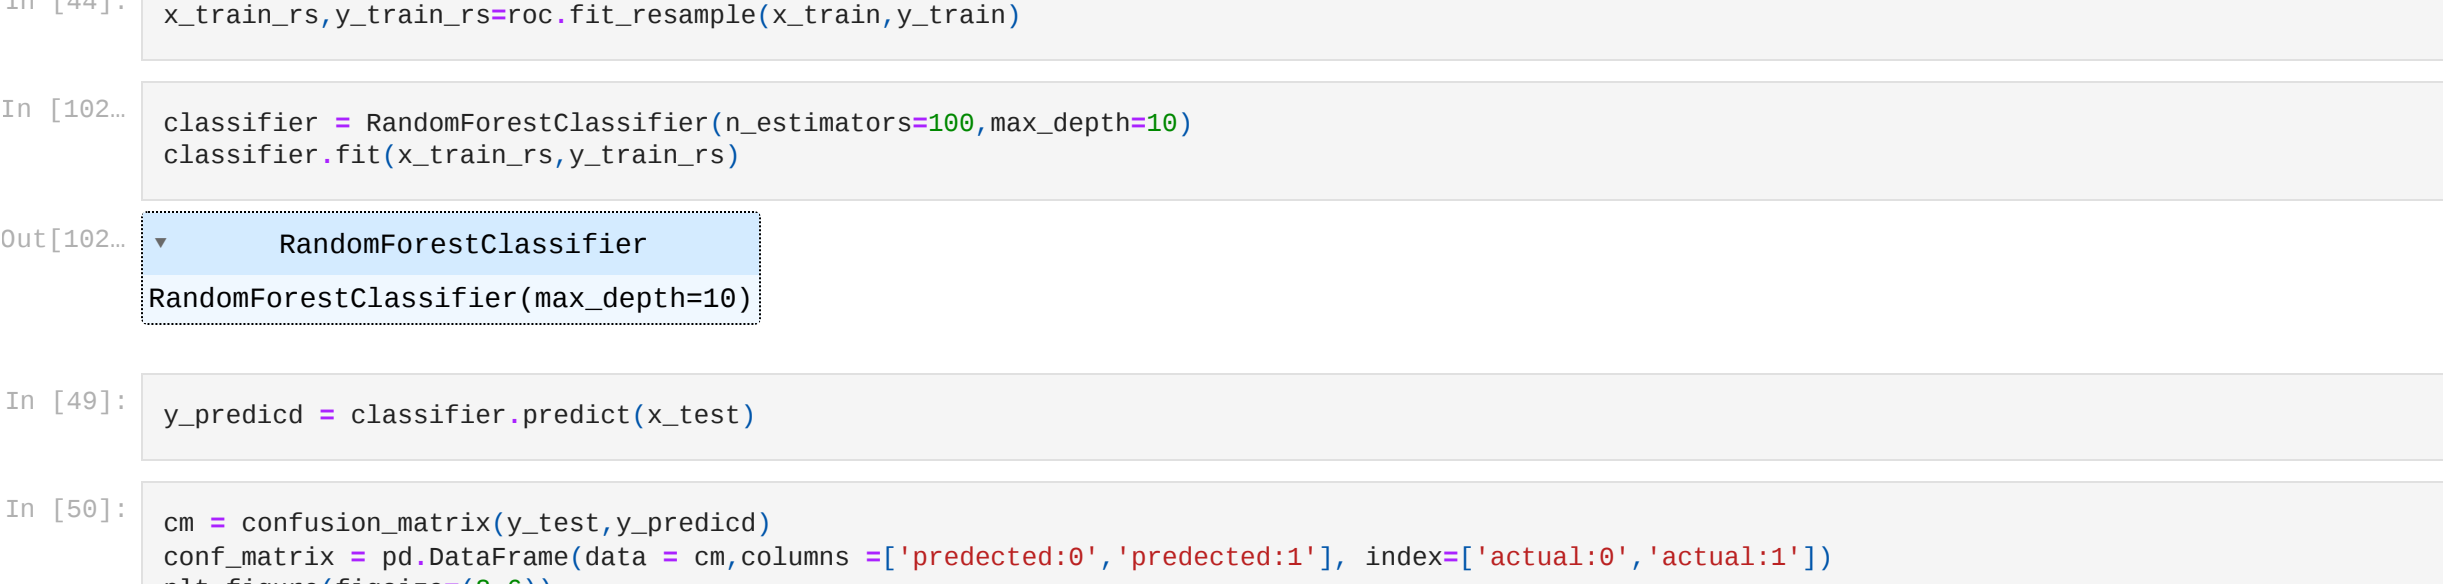 In [44]:
x_train_rs,y_train_rs=roc.fit_resample(x_train,y_train)
In [102…
classifier = RandomForestClassifier(n_estimators=100,max_depth=10)
classifier.fit(x_train_rs,y_train_rs)
Out[102…
▼ RandomForestClassifier
RandomForestClassifier(max_depth=10)
In [49]:
y_predicd = classifier.predict(x_test)
In [50]:
cm = confusion_matrix(y_test,y_predicd)
conf_matrix = pd.DataFrame(data = cm,columns =['predected:0','predected:1'], index=['actual:0','actual:1'])